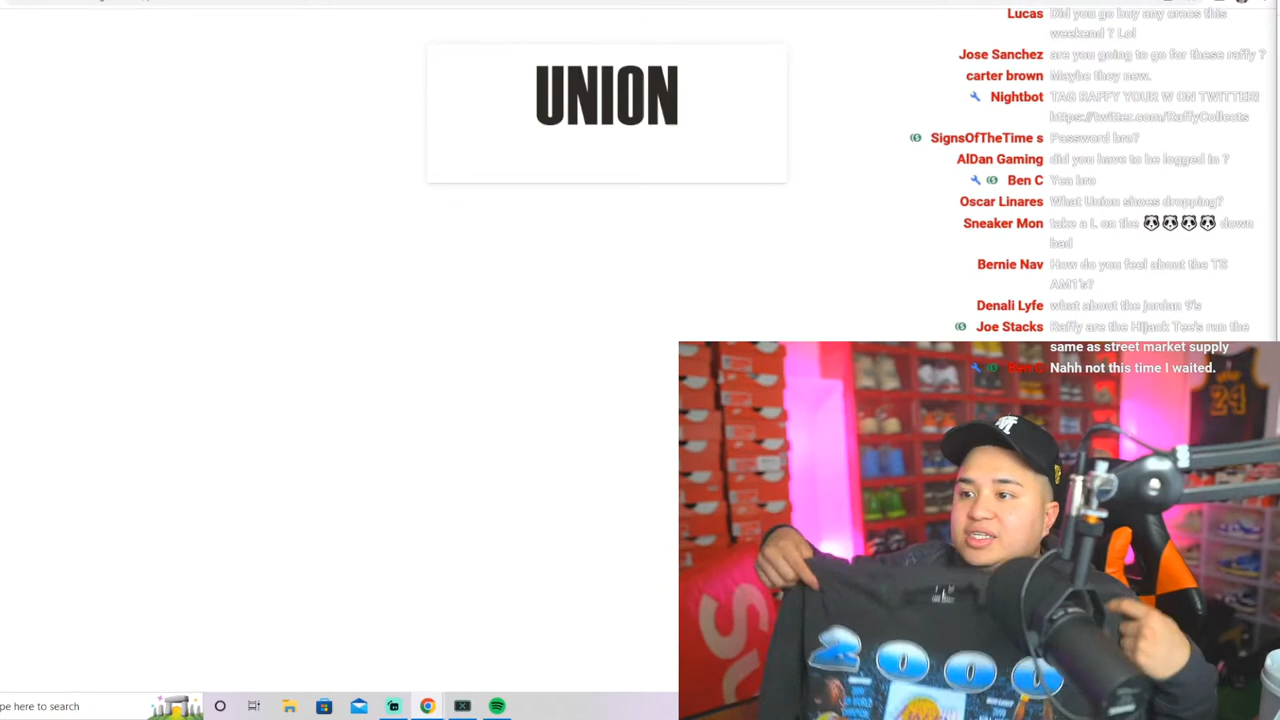 UNION
Lucas Did you go buy any crocs this
weekend ? Lol
Jose Sanchez are you going to go for these raffy ?
carter brown Maybe they new.
Nightbot TAG RAFFY YOUR W ON TWITTER!
https://twitter.com/RaffyCollects
SignsOfTheTime s Password bro?
AlDan Gaming did you have to be logged in ?
Ben C Yea bro
Oscar Linares What Union shoes dropping?
Sneaker Mon take a L on the 🐼🐼🐼🐼 down
bad
Bernie Nav How do you feel about the TS
AM1's?
Denali Lyfe what about the jordan 9's
Joe Stacks Raffy are the Hijack Tee's run the
same as street market supply
Ben C Nahh not this time I waited.
24
M
SU
2000
pe here to search